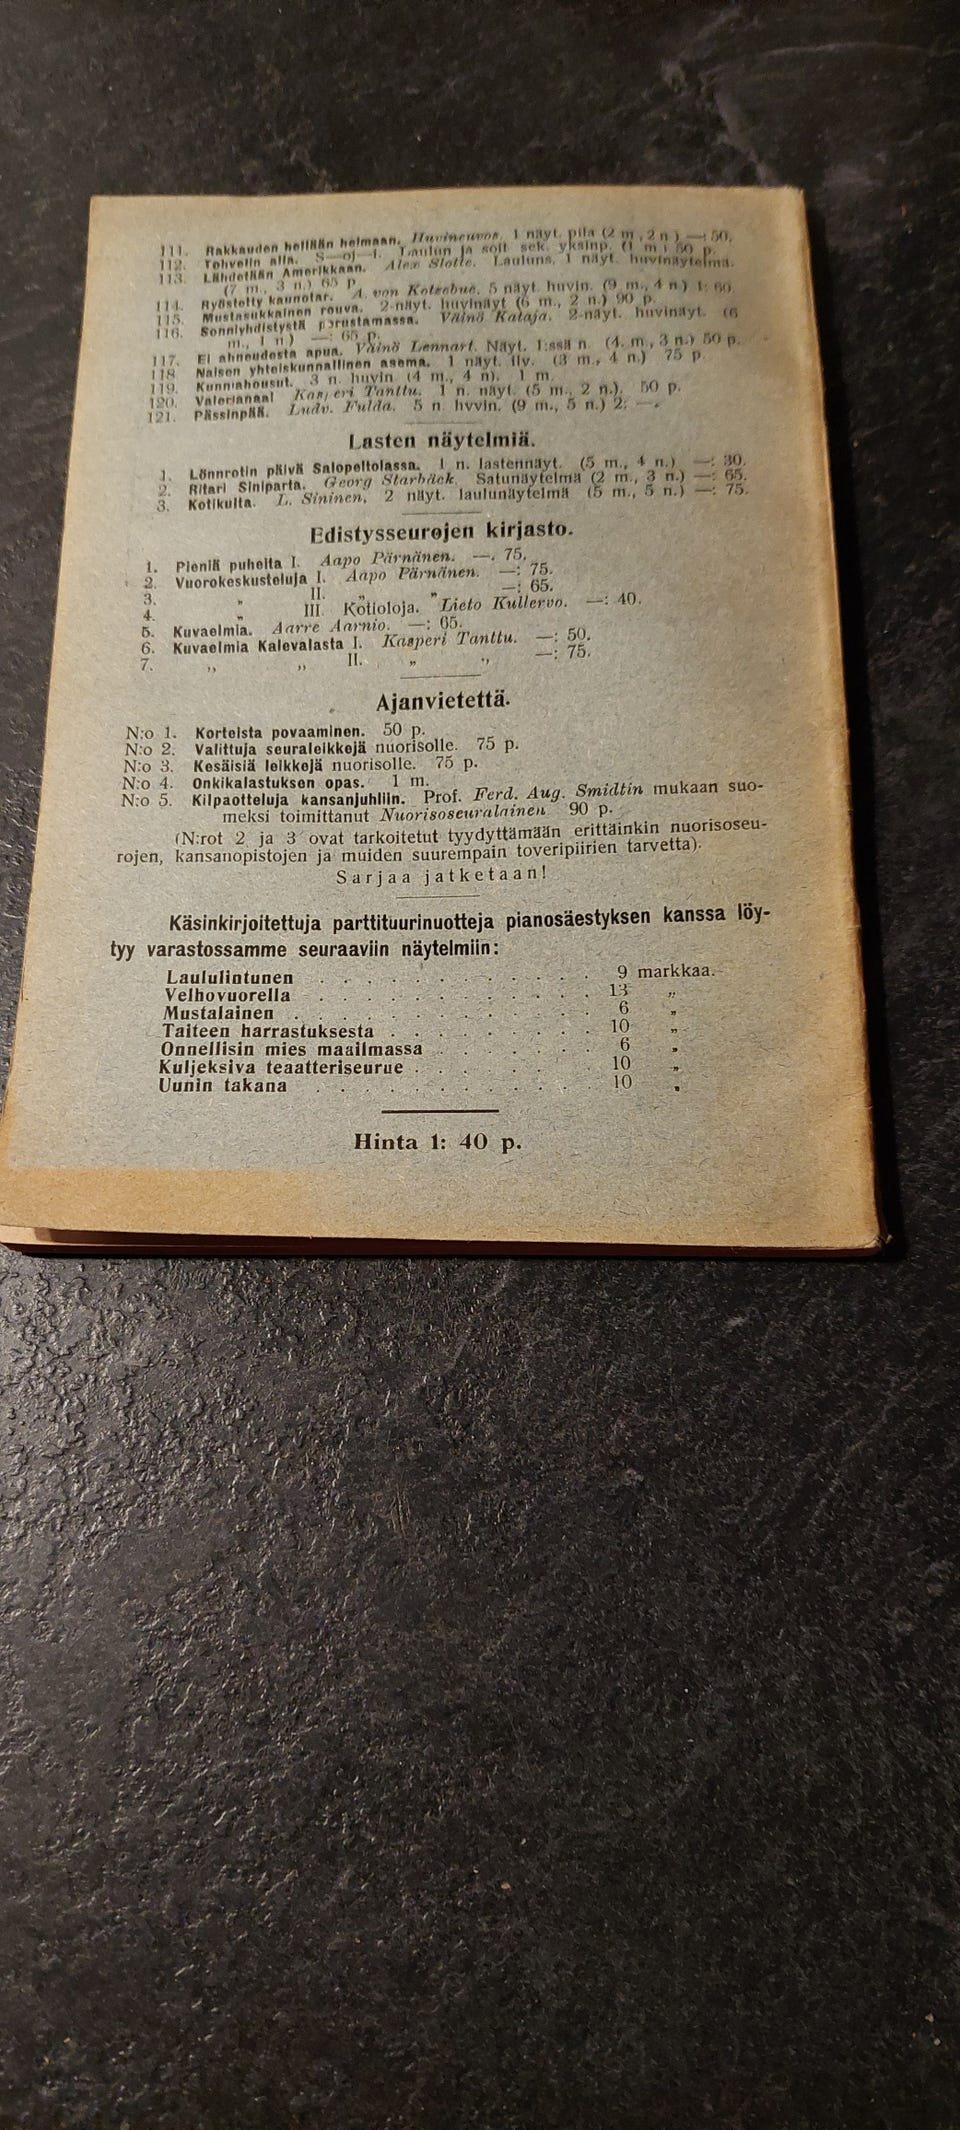 111. Rakkauden hellään helmaan. Huvineuvos. 1 näyt. pila (2 m., 2 n.) —: 50.
112. Tohvelin alla. S—oj—i. Laulun ja soit. sek. yksinp. (1 m.) 50 p.
113. Lähdetään Amerikkaan. Alex Slotte. Lauluns. 1 näyt. huvinäytelmä.
(7 m., 3 n.) 65 p.
114. Ryöstetty kaunotar. A. von Kotzebue. 5 näyt. huvin. (9 m., 4 n.) 1: 60
115. Mustasukkainen rouva. 2-näyt. huvinäyt (6 m., 2 n.) 90 p.
116. Sonniyhdistystä perustamassa. Väinö Kataja. 2-näyt. huvinäyt. (6
m., 1 n.) —: 65 p.
117. Ei ahneudesta apua. Väinö Lennart. Näyt. 1:ssä n. (4. m., 3 n.) 50 p.
118 Naisen yhteiskunnallinen asema. 1 näyt. ilv. (3 m., 4 n.) 75 p.
119. Kunniahousut. 3 n. huvin (4 m., 4 n). 1 m.
120. Valerianaa! Kasperi Tanttu. 1 n. näyt. (5 m., 2 n.). 50 p.
121. Pässinpää. Ludv. Fulda. 5 n. hvvin. (9 m., 5 n.) 2: —.
Lasten näytelmiä.
1. Lönnrotin päivä Salopeltolassa. 1 n. lastennäyt. (5 m., 4 n.) —: 30.
2. Ritari Siniparta. Georg Starbäck. Satunäytelmä (2 m., 3 n.) —: 65.
3. Kotikulta. L. Sininen. 2 näyt. laulunäytelmä (5 m., 5 n.) —: 75.
Edistysseurojen kirjasto.
1. Pieniä puheita I. Aapo Pärnänen. —. 75.
2. Vuorokeskusteluja I. Aapo Pärnänen. —: 75.
3. „ II. „ „ —: 65.
4. „ III Kotioloja. Lieto Kullervo. —: 40.
5. Kuvaelmia. Aarre Aarnio. —: 65.
6. Kuvaelmia Kalevalasta I. Kasperi Tanttu. —: 50.
7. „ „ II. „ „ —: 75.
Ajanvietettä.
N:o 1. Korteista povaaminen. 50 p.
N:o 2. Valittuja seuraleikkejä nuorisolle. 75 p.
N:o 3. Kesäisiä leikkejä nuorisolle. 75 p.
N:o 4. Onkikalastuksen opas. 1 m.
N:o 5. Kilpaotteluja kansanjuhliin. Prof. Ferd. Aug. Smidtin mukaan suo-
meksi toimittanut Nuorisoseuralainen 90 p.
(N:rot 2 ja 3 ovat tarkoitetut tyydyttämään erittäinkin nuorisoseu-
rojen, kansanopistojen ja muiden suurempain toveripiirien tarvetta).
Sarjaa jatketaan!
Käsinkirjoitettuja parttituurinuotteja pianosäestyksen kanssa löy-
tyy varastossamme seuraaviin näytelmiin:
Laululintunen . . . . . . . . . . . 9 markkaa.
Velhovuorella . . . . . . . . . . . 13 „
Mustalainen . . . . . . . . . . . . 6 „
Taiteen harrastuksesta . . . . . . . . 10 „
Onnellisin mies maailmassa . . . . . . 6 „
Kuljeksiva teaatteriseurue . . . . . . . 10 „
Uunin takana . . . . . . . . . . . 10 „
Hinta 1: 40 p.